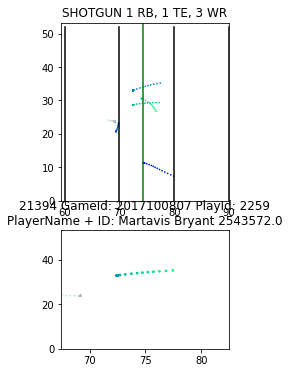 SHOTGUN 1 RB, 1 TE, 3 WR
50
40
30
20
10
0
60 70 80 90
21394 GameId: 2017100807 PlayId: 2259
PlayerName + ID: Martavis Bryant 2543572.0
40
20
0
70 75 80